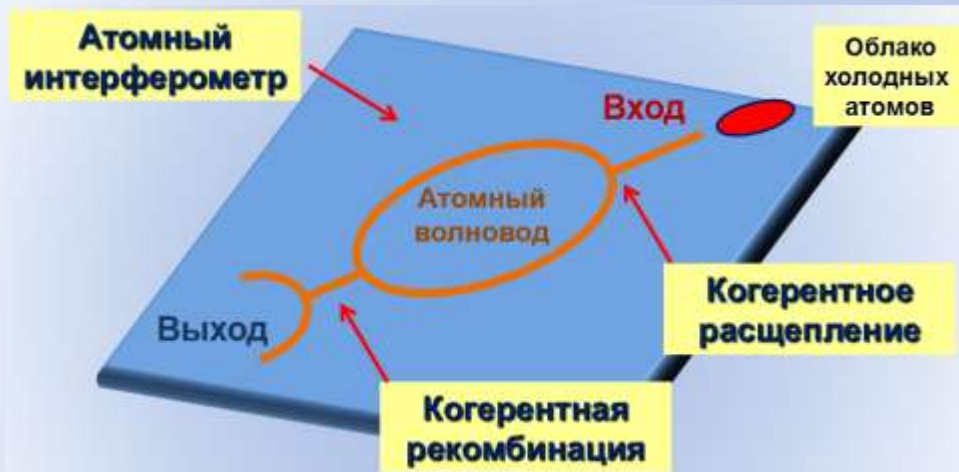 Атомный
интерферометр
Облако
холодных
атомов
Вход
Атомный
волновод
Когерентное
расщепление
Выход
Когерентная
рекомбинация